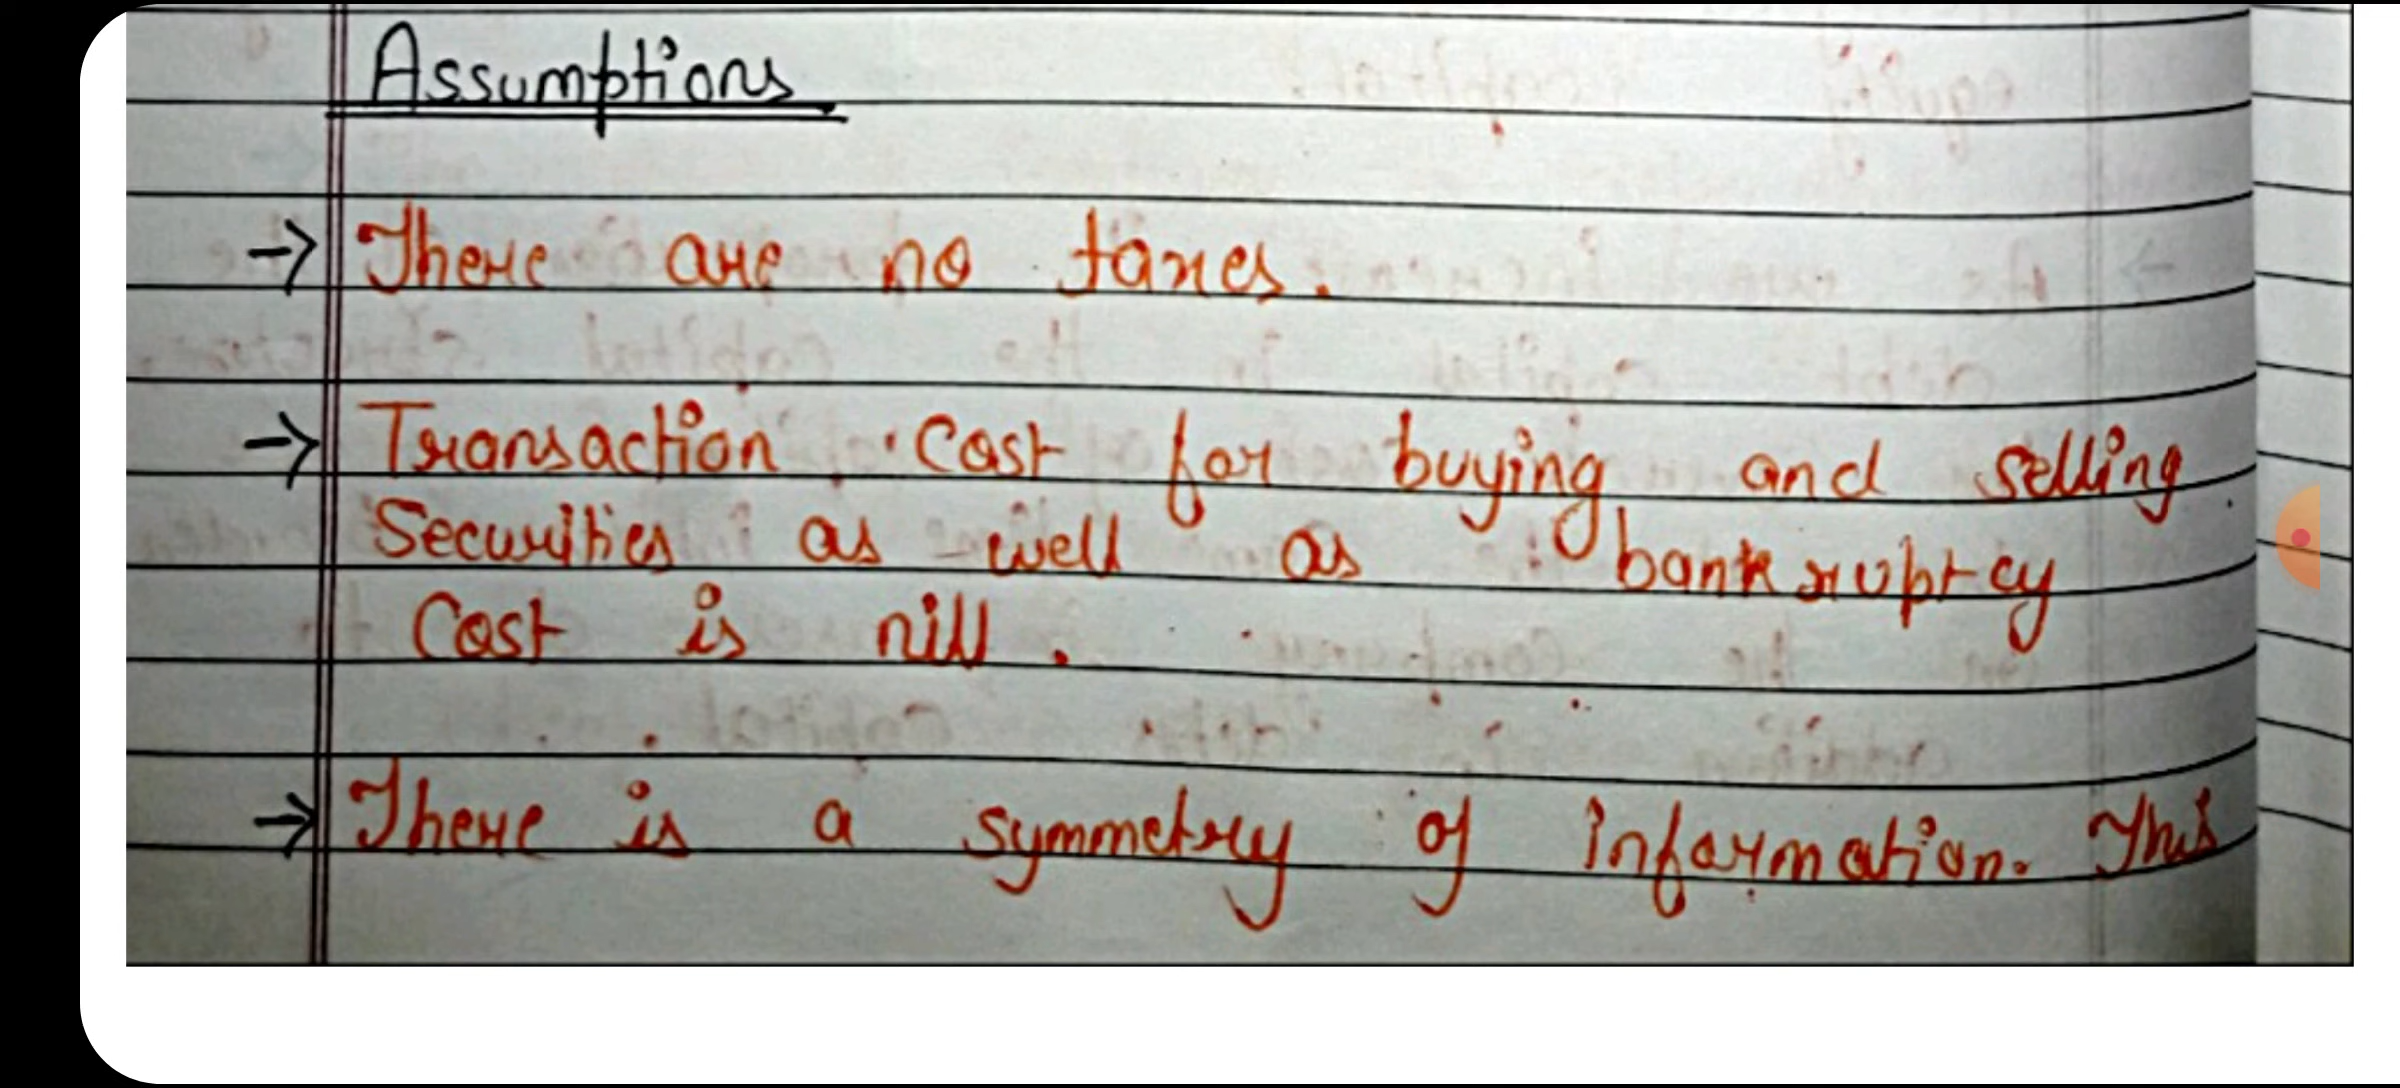 Assumptions
→ There are no taxes.
→ Transaction cost for buying and selling
Securities as well as bankruptcy
Cost is nill.
→ There is a symmetry of information. This